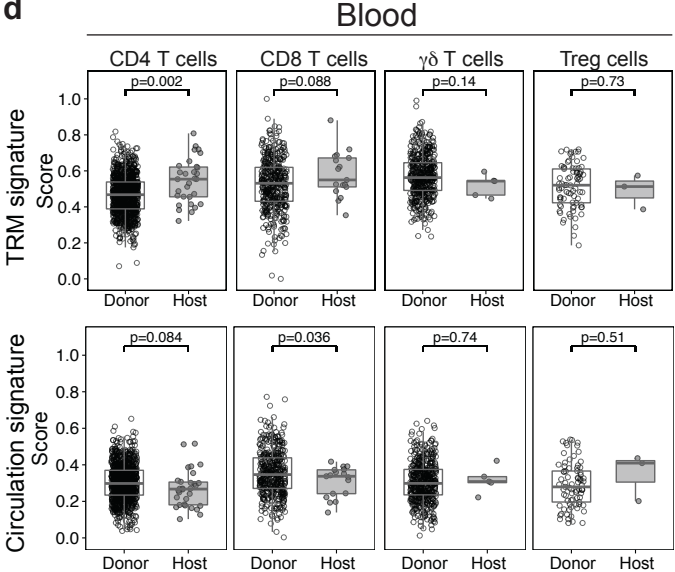 d
Blood
CD4 T cells CD8 T cells γδ T cells Treg cells
TRM signature
Score
p=0.002 p=0.088 p=0.14 p=0.73
1.0
0.8
0.6
0.4
0.2
0.0
Donor Host Donor Host Donor Host Donor Host
Circulation signature
Score
p=0.084 p=0.036 p=0.74 p=0.51
1.0
0.8
0.6
0.4
0.2
0.0
Donor Host Donor Host Donor Host Donor Host